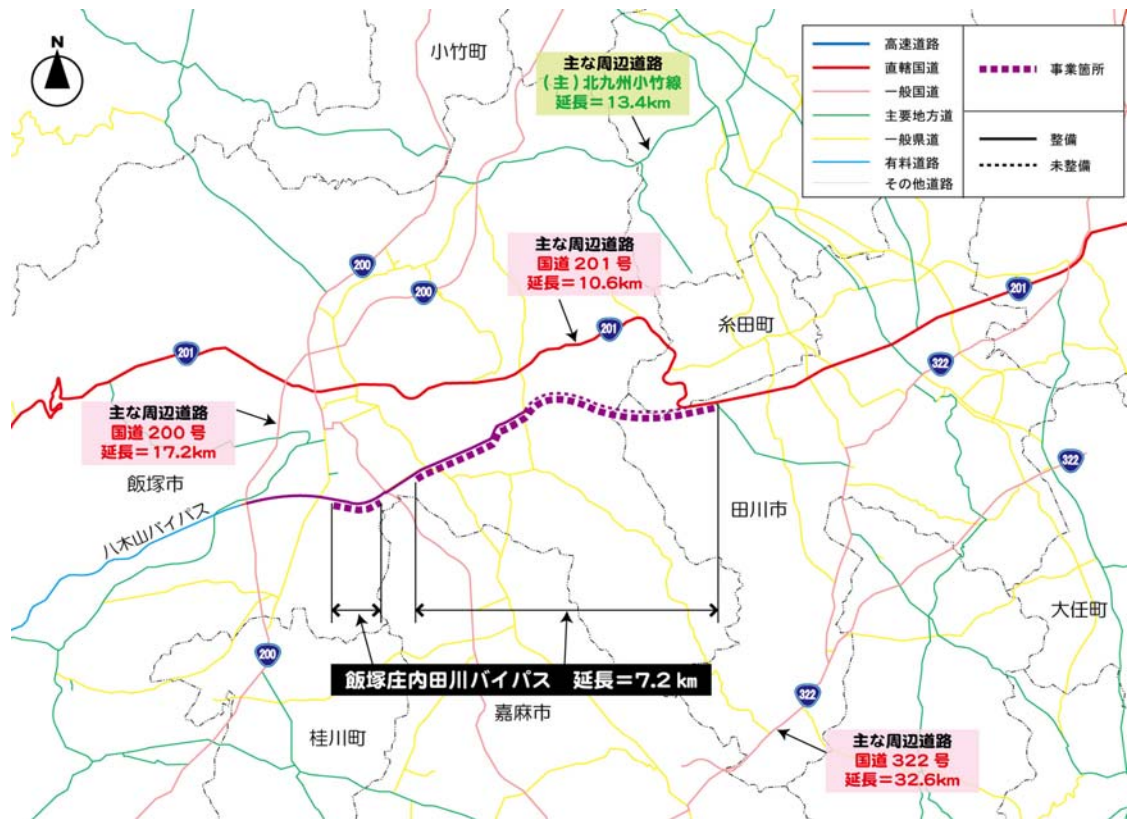 N
小竹町
主な周辺道路
(主)北九州小竹線
延長=13.4km
高速道路
直轄国道
一般国道
主要地方道
一般県道
有料道路
その他道路
事業箇所
整備
未整備
200
200
主な周辺道路
国道201号
延長=10.6km
201
201
201
糸田町
322
主な周辺道路
国道200号
延長=17.2km
飯塚市
八木山バイパス
田川市
322
大任町
200
飯塚庄内田川バイパス 延長=7.2km
嘉麻市
桂川町
322
主な周辺道路
国道322号
延長=32.6km